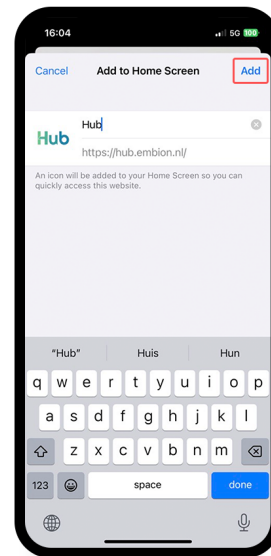 16:04 5G 100
Cancel Add to Home Screen Add
Hub Hub
https://hub.embion.nl/
An icon will be added to your Home Screen so you can
quickly access this website.
“Hub” Huis Hun
q w e r t y u i o p
a s d f g h j k l
z x c v b n m
123 space done